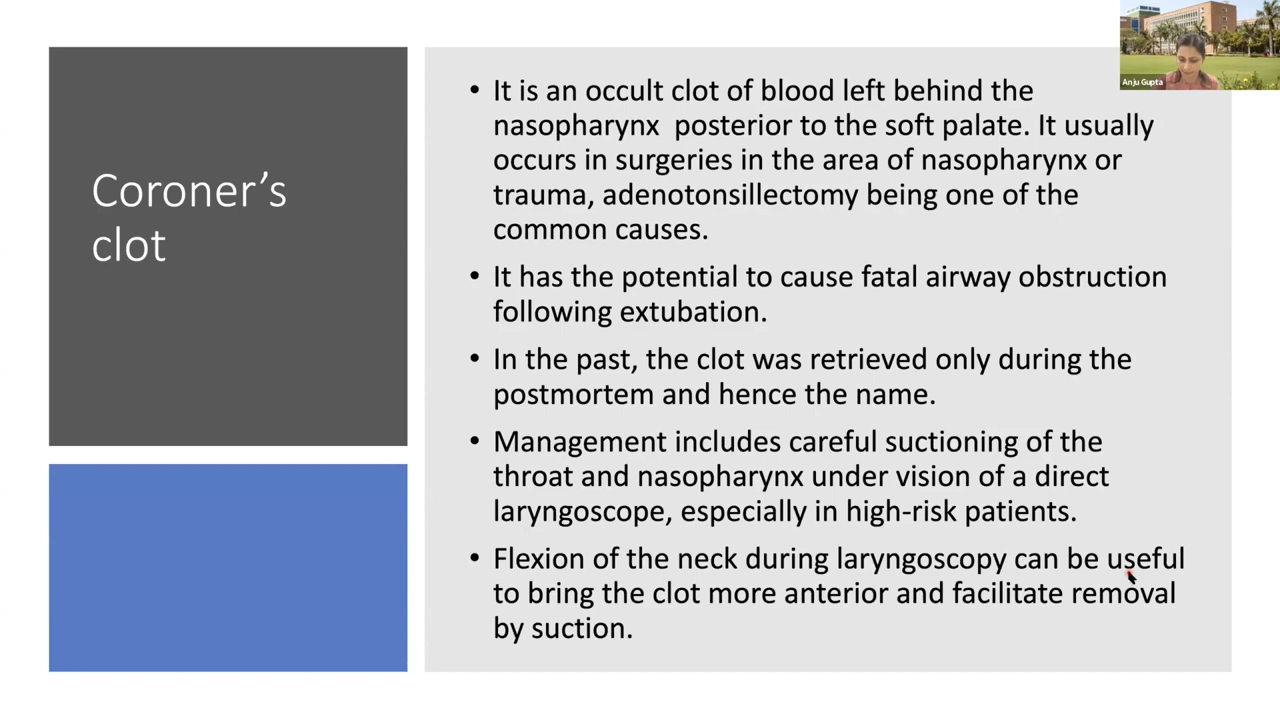 Coroner's
clot
• It is an occult clot of blood left behind the
nasopharynx  posterior to the soft palate. It usually
occurs in surgeries in the area of nasopharynx or
trauma, adenotonsillectomy being one of the
common causes.
• It has the potential to cause fatal airway obstruction
following extubation.
• In the past, the clot was retrieved only during the
postmortem and hence the name.
• Management includes careful suctioning of the
throat and nasopharynx under vision of a direct
laryngoscope, especially in high-risk patients.
• Flexion of the neck during laryngoscopy can be useful
to bring the clot more anterior and facilitate removal
by suction.
Anju Gupta